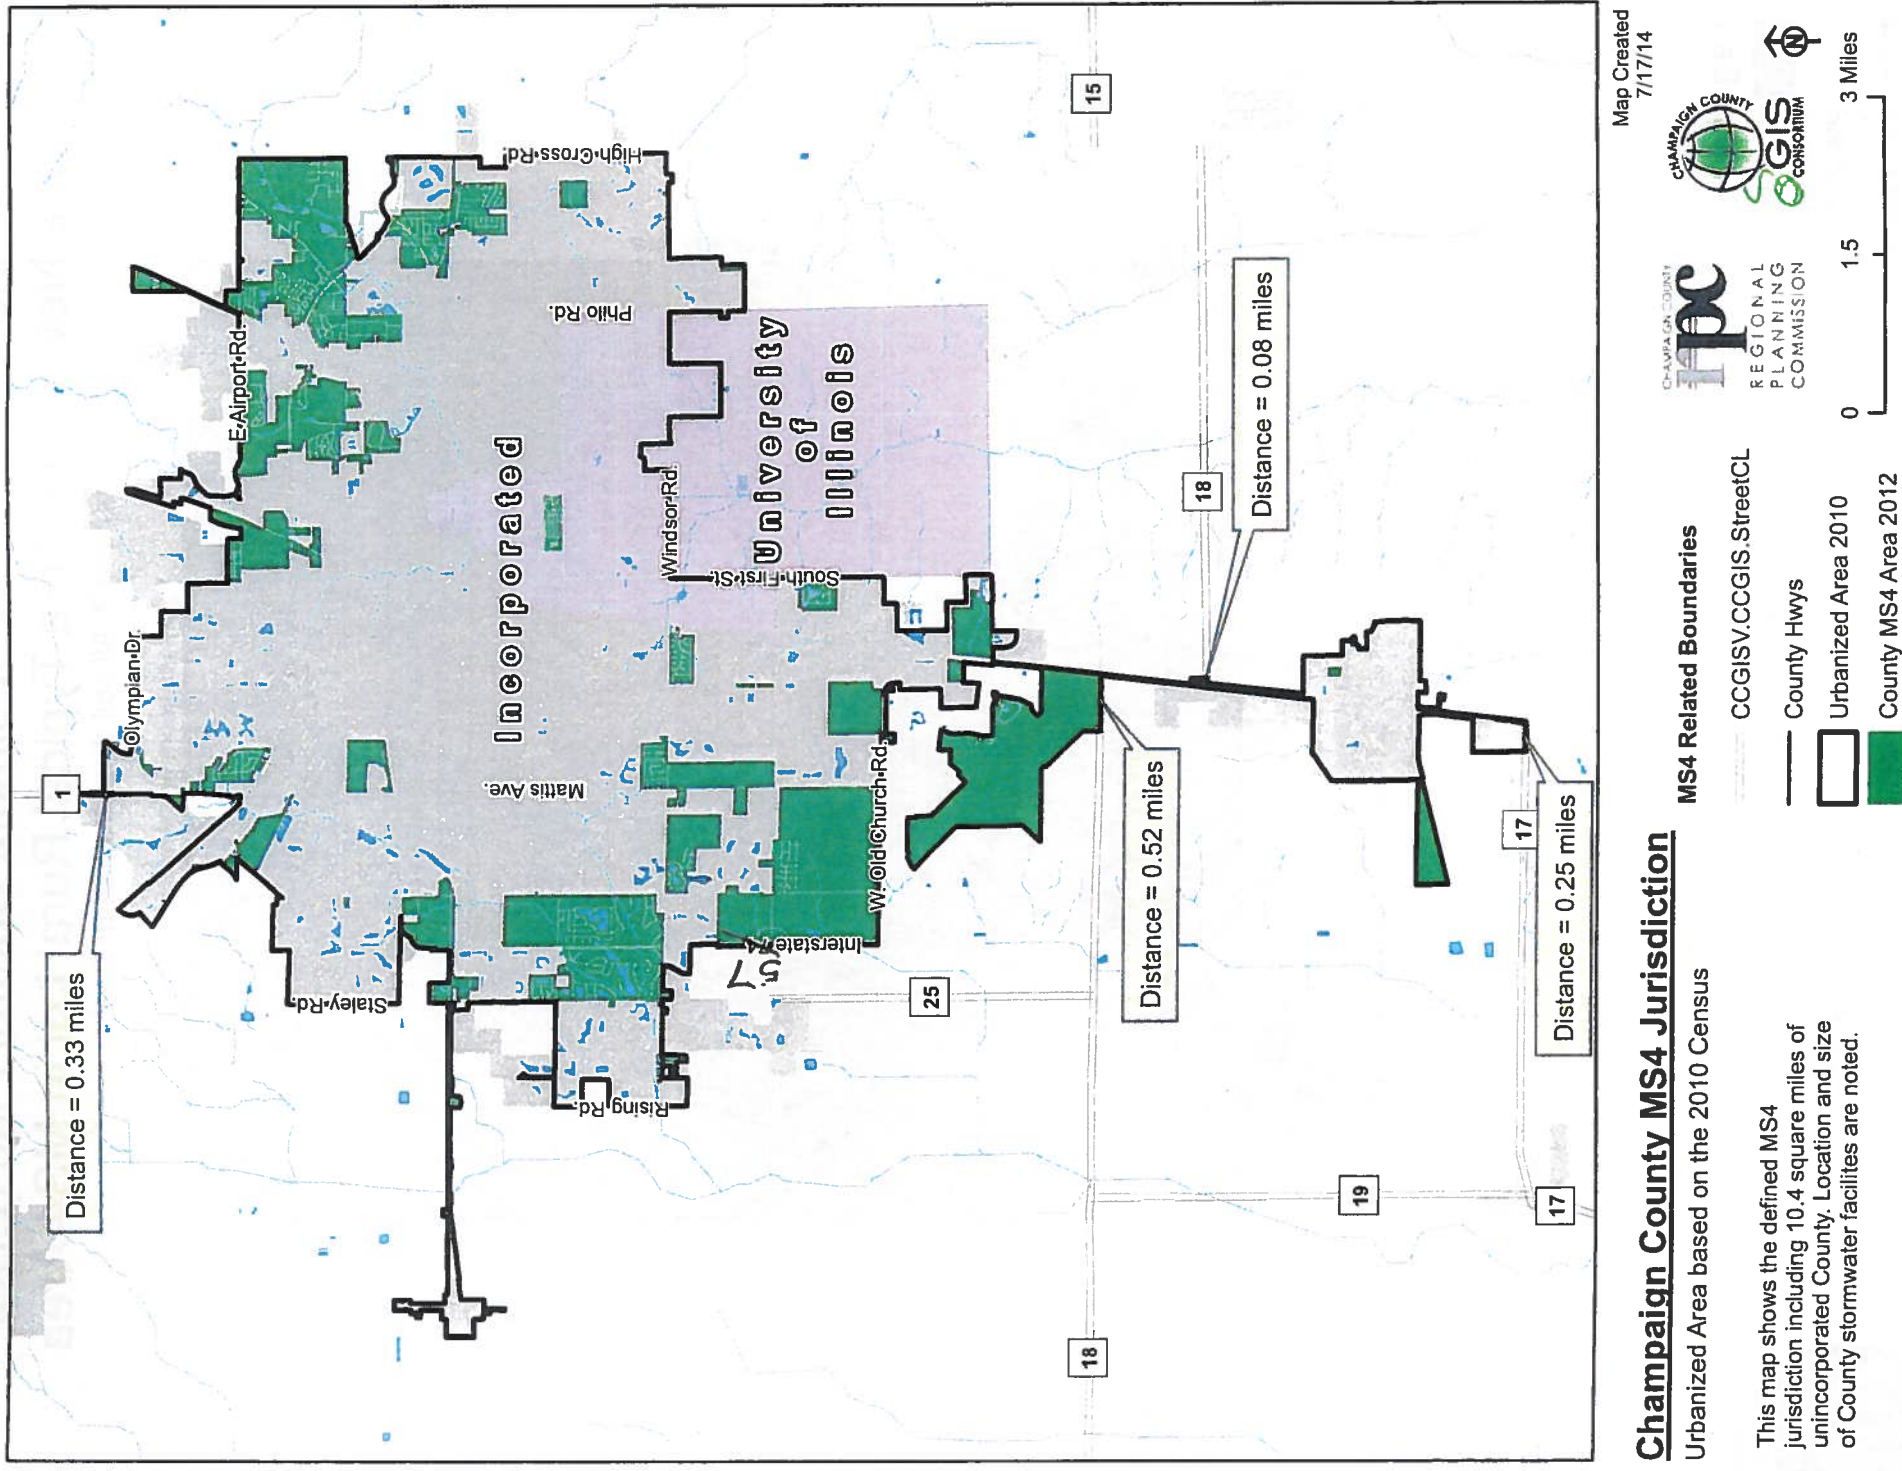 Distance = 0.33 miles
1
Olympian Dr.
E Airport Rd.
High Cross Rd.
Philo Rd.
Incorporated
Mattis Ave.
Staley Rd.
Rising Rd.
Interstate 74
57
Windsor Rd.
University
of
Illinois
South First St.
W. Old Church Rd.
25
15
18
Distance = 0.08 miles
Distance = 0.52 miles
18
19
17
17
Distance = 0.25 miles
Champaign County MS4 Jurisdiction
Urbanized Area based on the 2010 Census
This map shows the defined MS4
jurisdiction including 10.4 square miles of
unincorporated County. Location and size
of County stormwater facilites are noted.
MS4 Related Boundaries
CCGISV.CCGIS.StreetCL
County Hwys
Urbanized Area 2010
County MS4 Area 2012
CHAMPAIGN COUNTY
rpc
REGIONAL
PLANNING
COMMISSION
CHAMPAIGN COUNTY
GIS
CONSORTIUM
N
Map Created
7/17/14
0 1.5 3 Miles